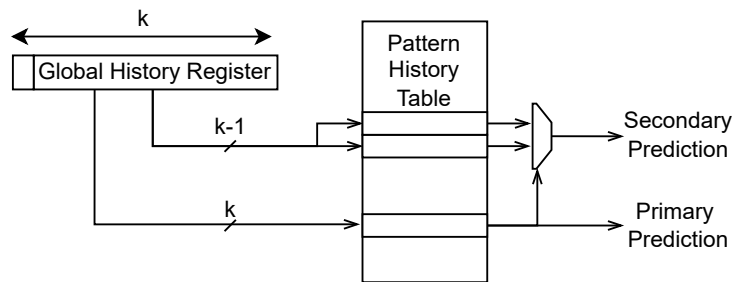 k
Global History Register
Pattern
History
Table
k-1
Secondary
Prediction
k
Primary
Prediction